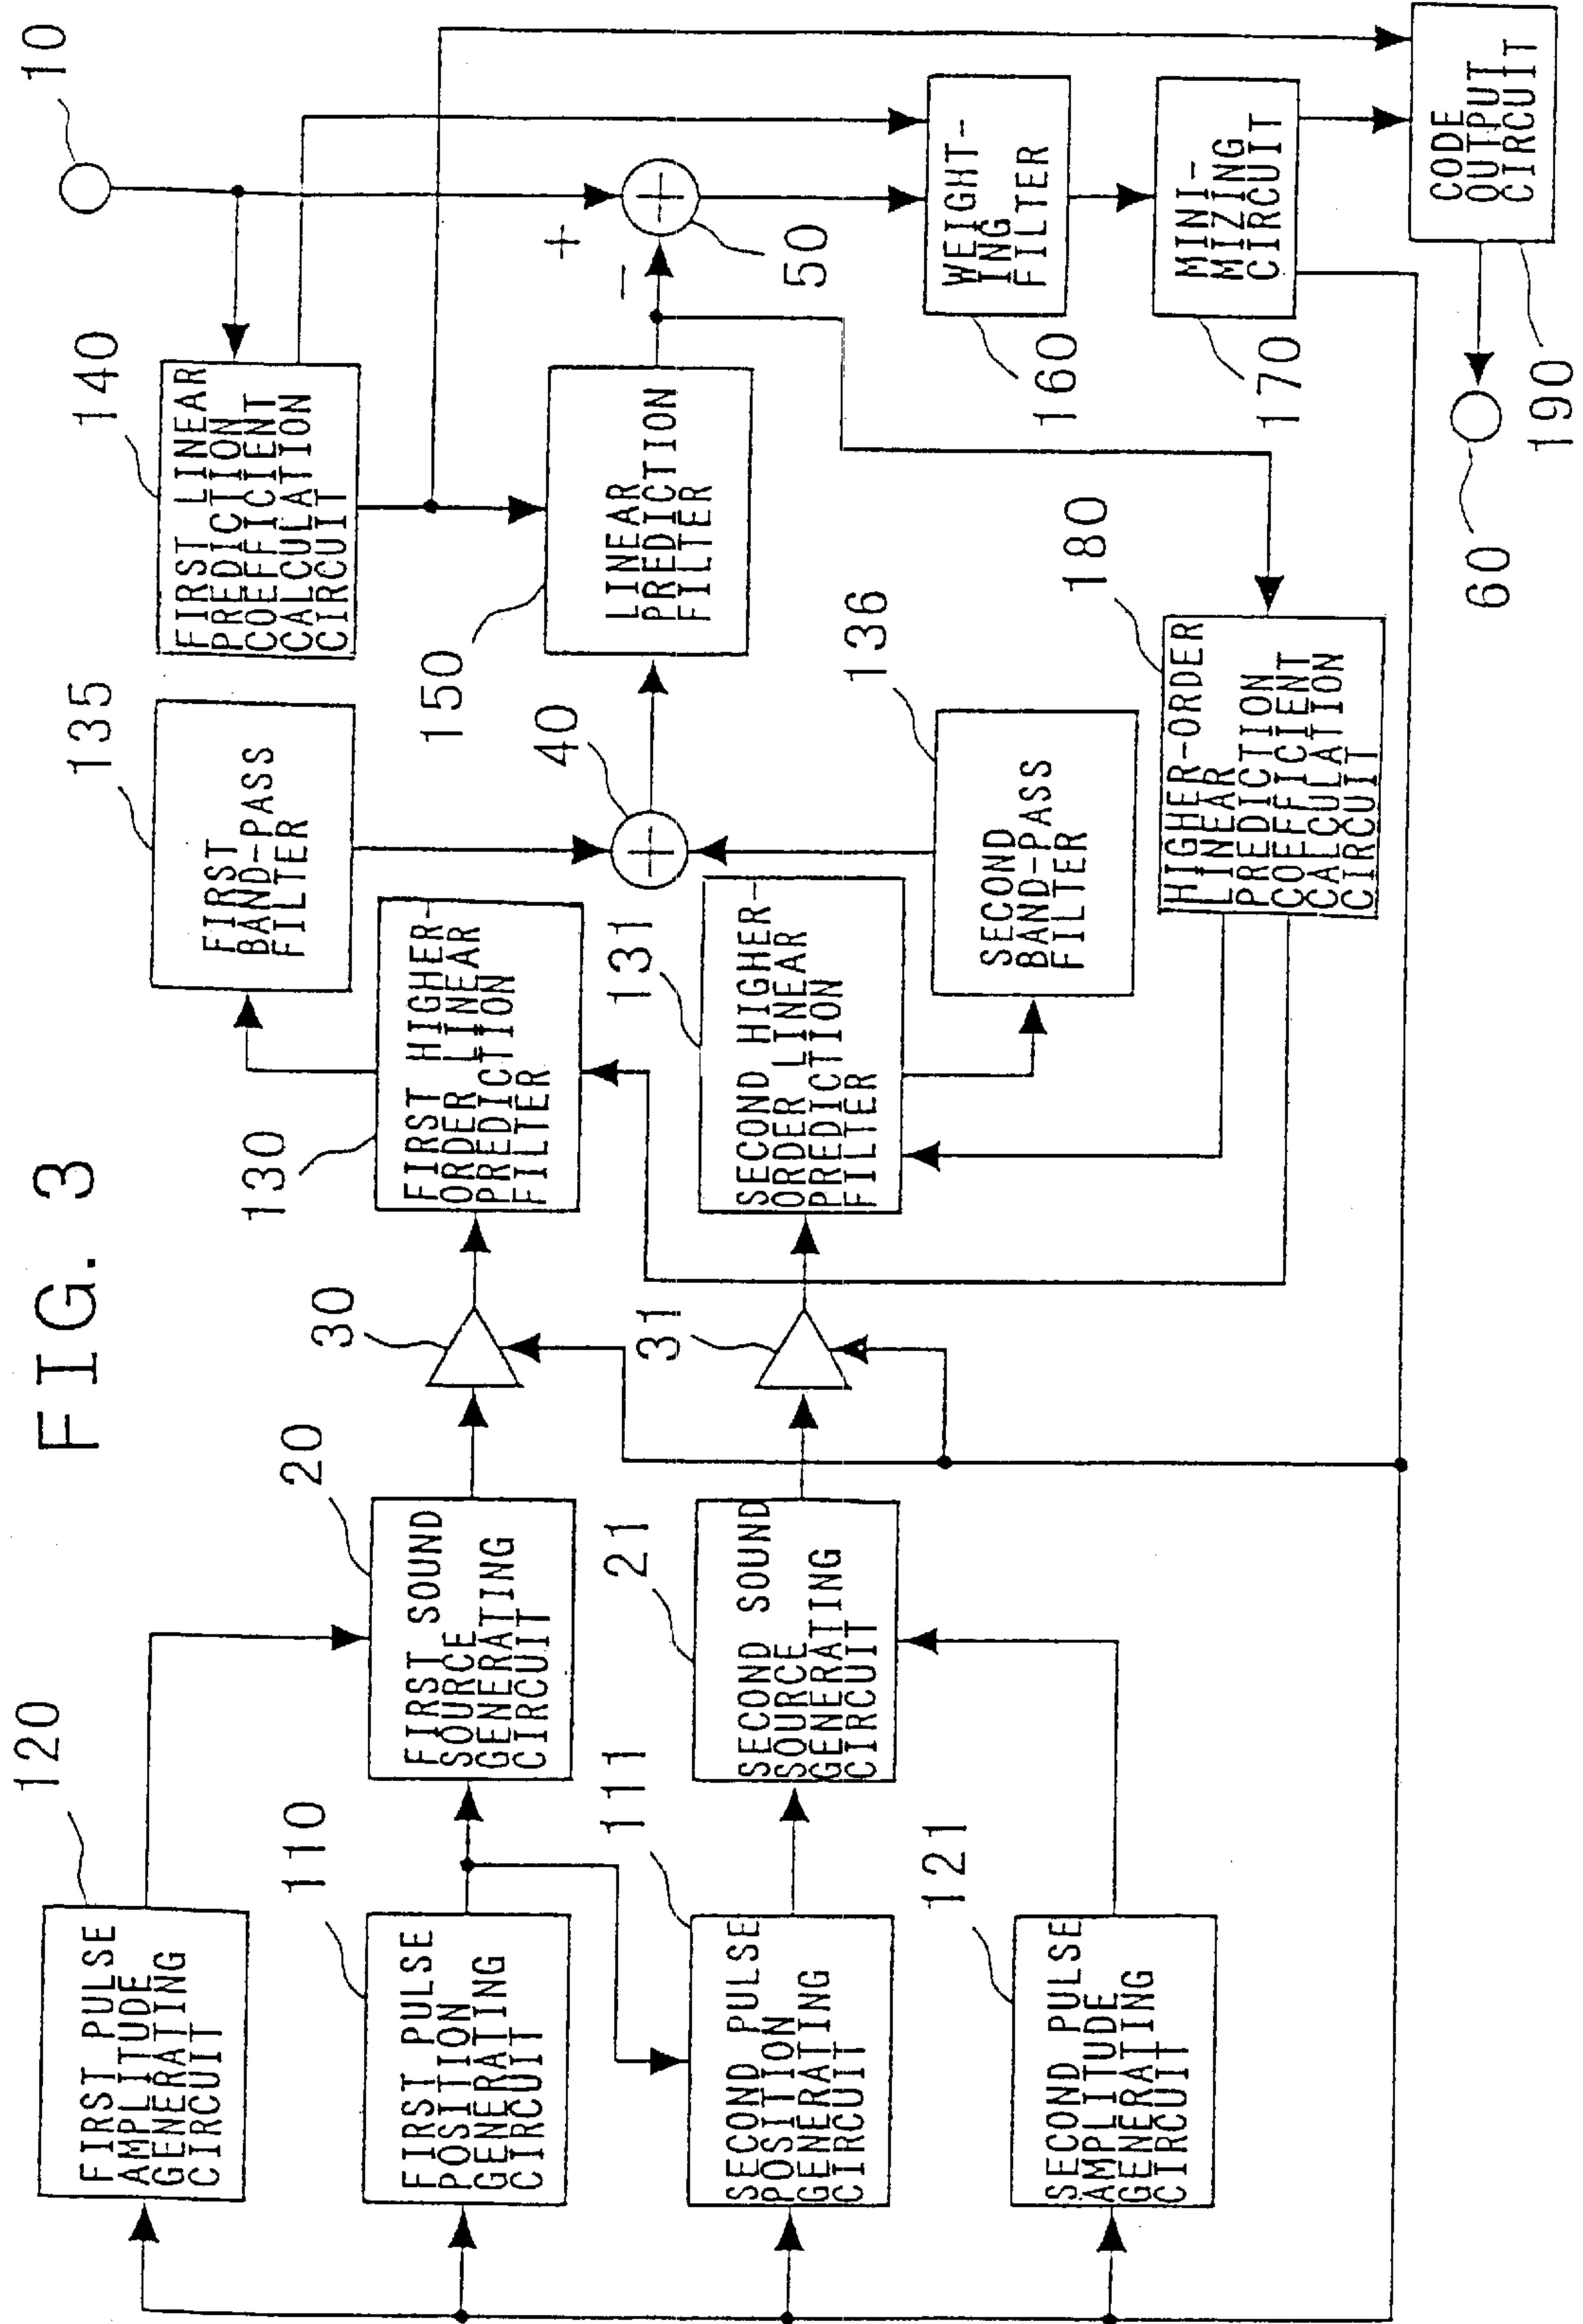 FIG. 3
120
FIRST PULSE
AMPLITUDE
GENERATING
CIRCUIT
110
FIRST PULSE
POSITION
GENERATING
CIRCUIT
111
SECOND PULSE
POSITION
GENERATING
CIRCUIT
121
SECOND PULSE
AMPLITUDE
GENERATING
CIRCUIT
20
FIRST SOUND
SOURCE
GENERATING
CIRCUIT
21
SECOND SOUND
SOURCE
GENERATING
CIRCUIT
30
31
130
FIRST HIGHER-
ORDER LINEAR
PREDICTION
FILTER
131
SECOND HIGHER-
ORDER LINEAR
PREDICTION
FILTER
135
FIRST
BAND-PASS
FILTER
136
SECOND
BAND-PASS
FILTER
40
140
FIRST LINEAR
PREDICTION
COEFFICIENT
CALCULATION
CIRCUIT
150
LINEAR
PREDICTION
FILTER
180
HIGHER-ORDER
LINEAR
PREDICTION
COEFFICIENT
CALCULATION
CIRCUIT
10
+
−
50
160
WEIGHT-
ING
FILTER
170
MINI-
MIZING
CIRCUIT
190
CODE
OUTPUT
CIRCUIT
60